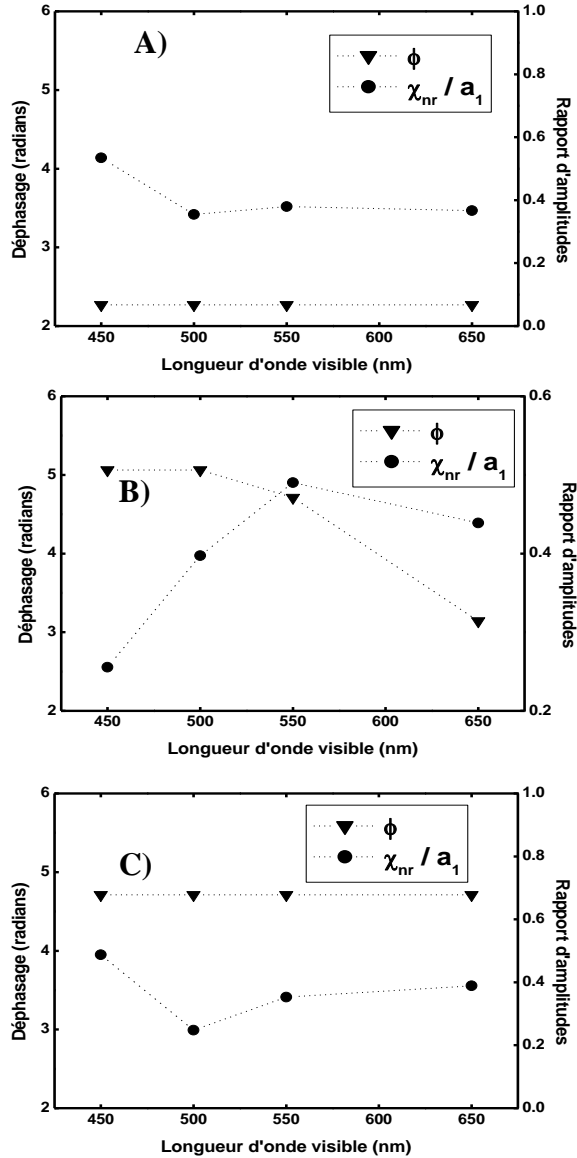 A)
ϕ
χnr / a1
Déphasage (radians)
6
5
4
3
2
1.0
0.8
0.6
0.4
0.2
0.0
Rapport d'amplitudes
450 500 550 600 650
Longueur d'onde visible (nm)
B)
ϕ
χnr / a1
Déphasage (radians)
6
5
4
3
2
0.6
0.4
0.2
Rapport d'amplitudes
450 500 550 600 650
Longueur d'onde visible (nm)
C)
ϕ
χnr / a1
Déphasage (radians)
6
5
4
3
2
1.0
0.8
0.6
0.4
0.2
0.0
Rapport d'amplitudes
450 500 550 600 650
Longueur d'onde visible (nm)